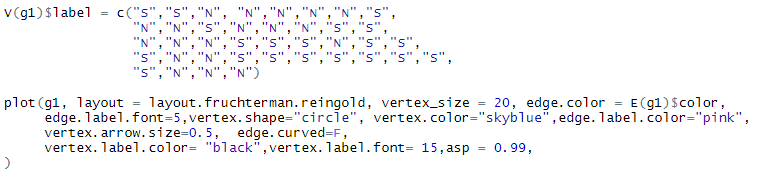 V(g1)$label = c("S","S","N", "N","N","N","N","S",
"N","N","S","N","N","N","S","S",
"N","N","N","S","S","S","N","S","S",
"S","N","N","S","S","S","S","S","S","S",
"S","N","N","N")
plot(g1, layout = layout.fruchterman.reingold, vertex_size = 20, edge.color = E(g1)$color,
edge.label.font=5,vertex.shape="circle", vertex.color="skyblue",edge.label.color="pink",
vertex.arrow.size=0.5, edge.curved=F,
vertex.label.color= "black",vertex.label.font= 15,asp = 0.99,
)